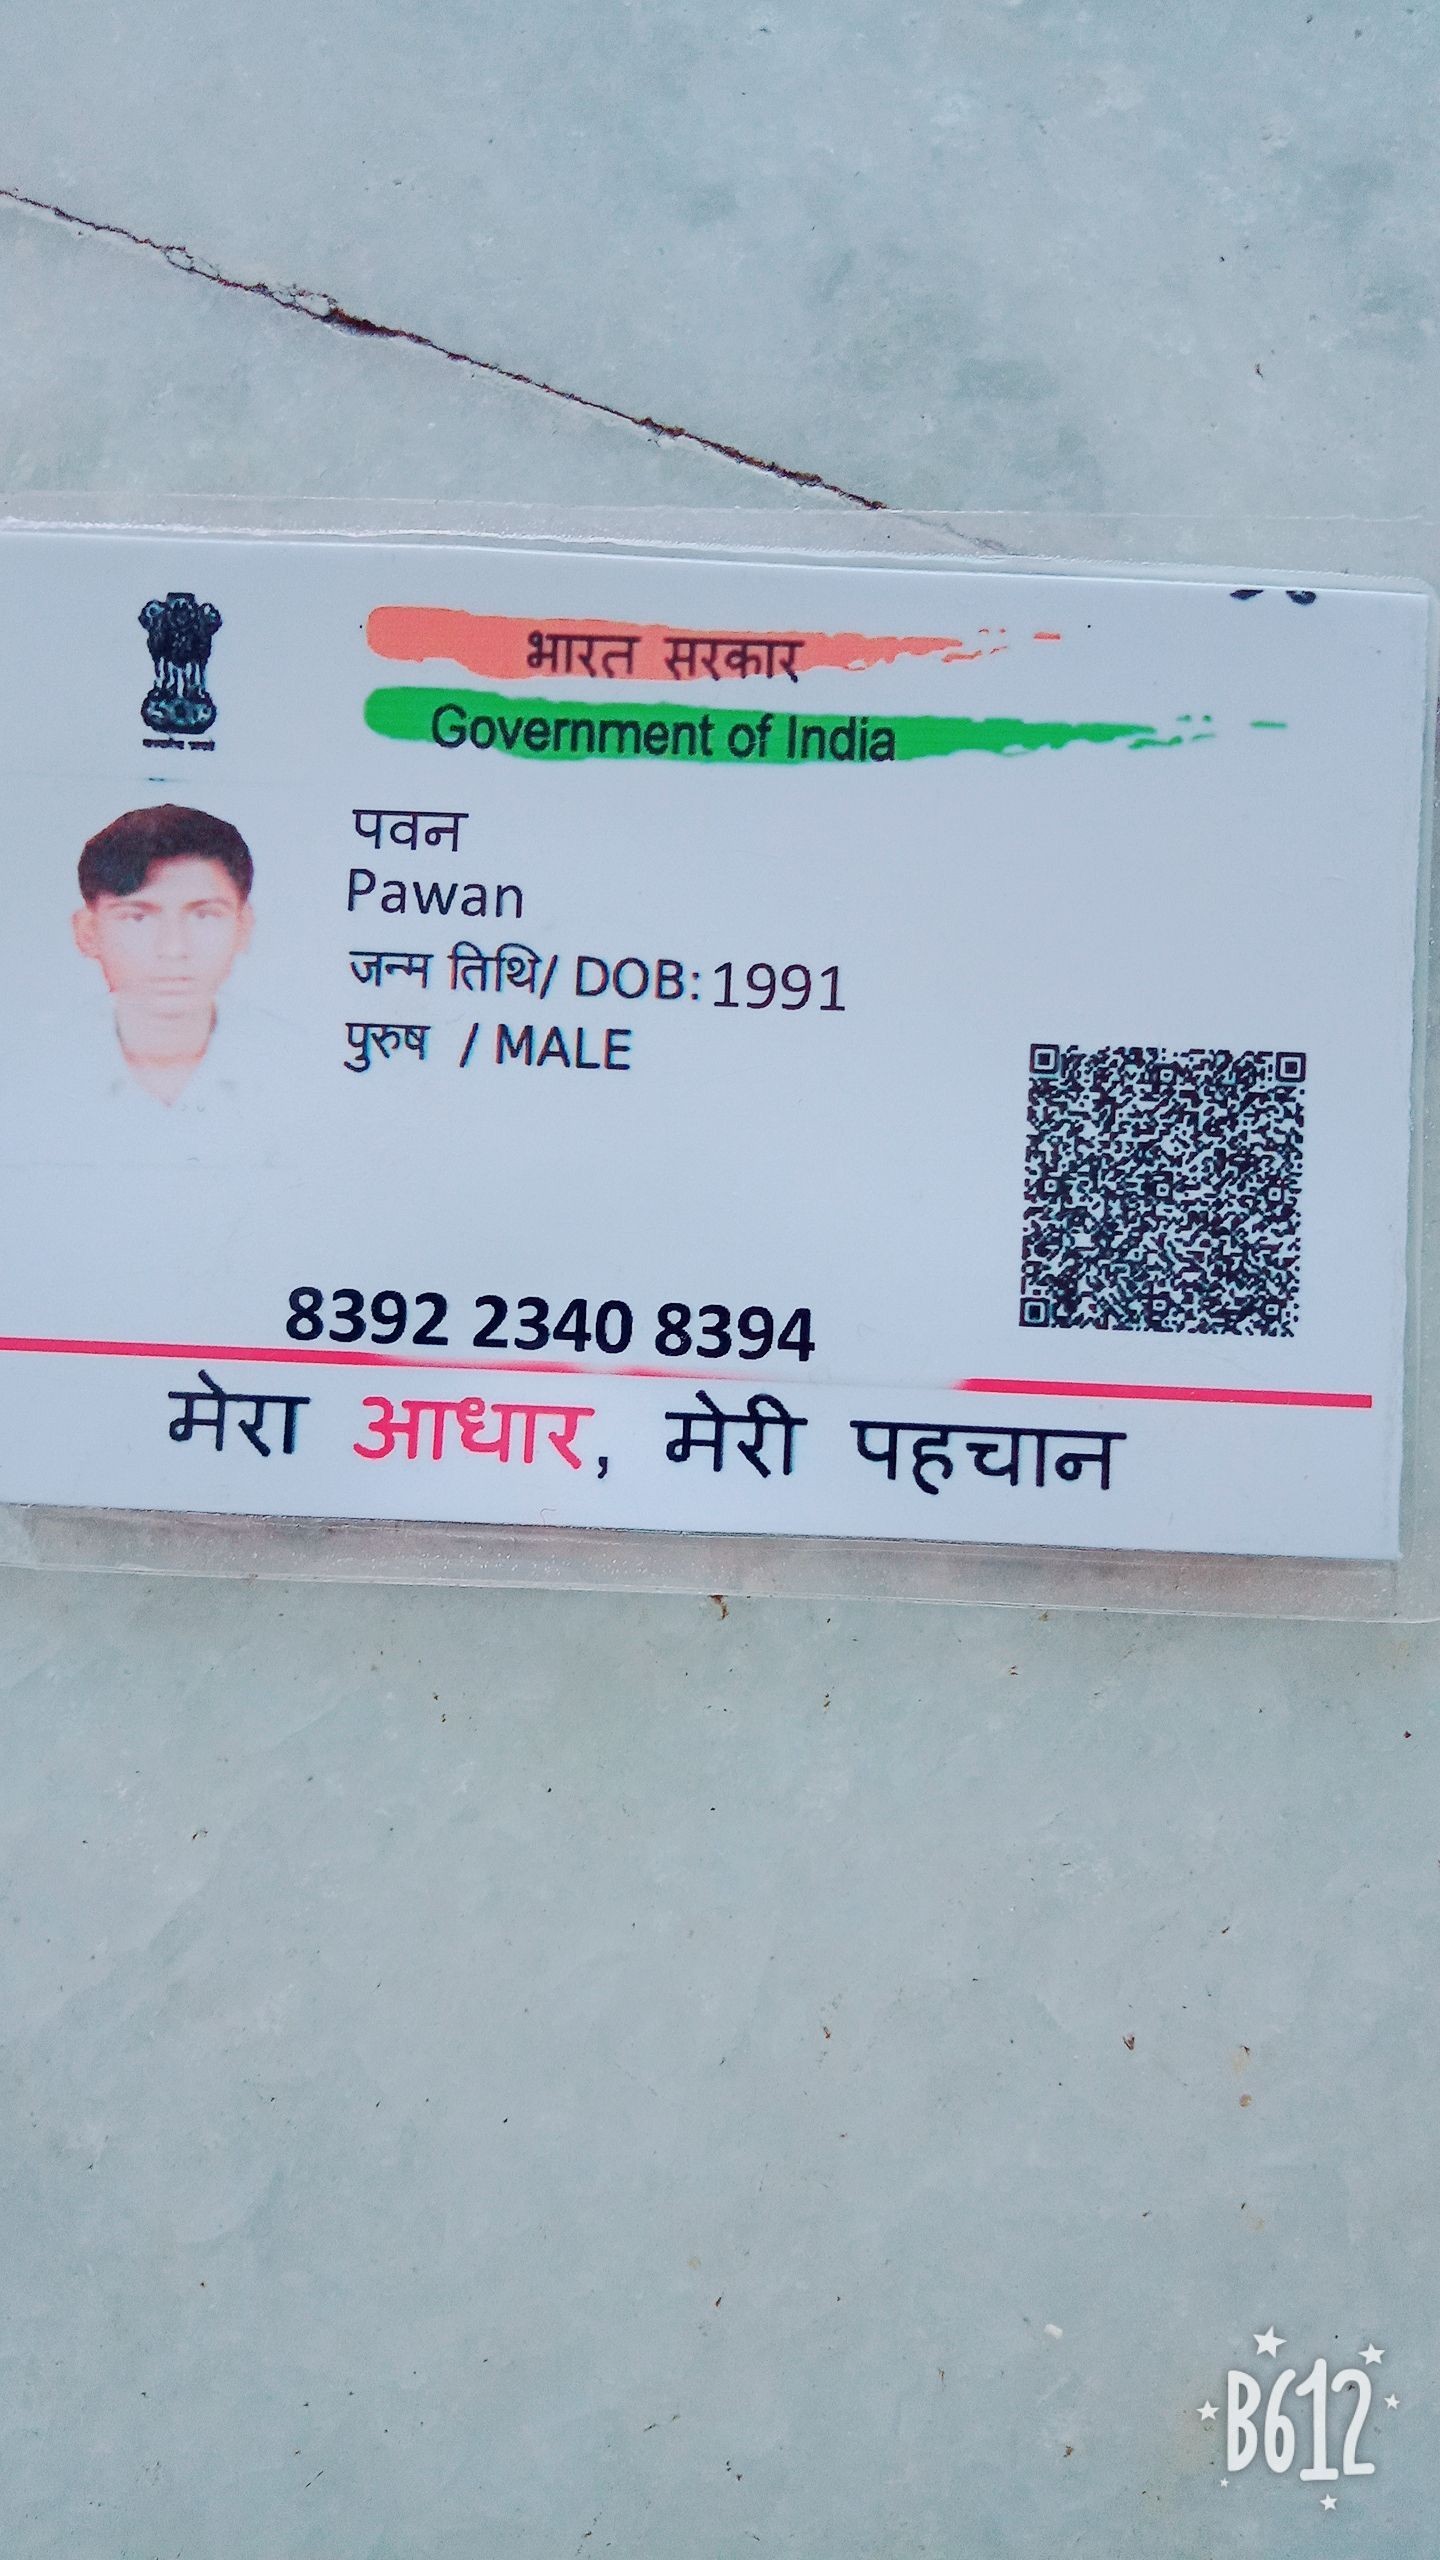 भारत सरकार
Government of India
पवन
Pawan
जन्म तिथि/ DOB: 1991
पुरुष / MALE
8392 2340 8394
मेरा आधार, मेरी पहचान
B612